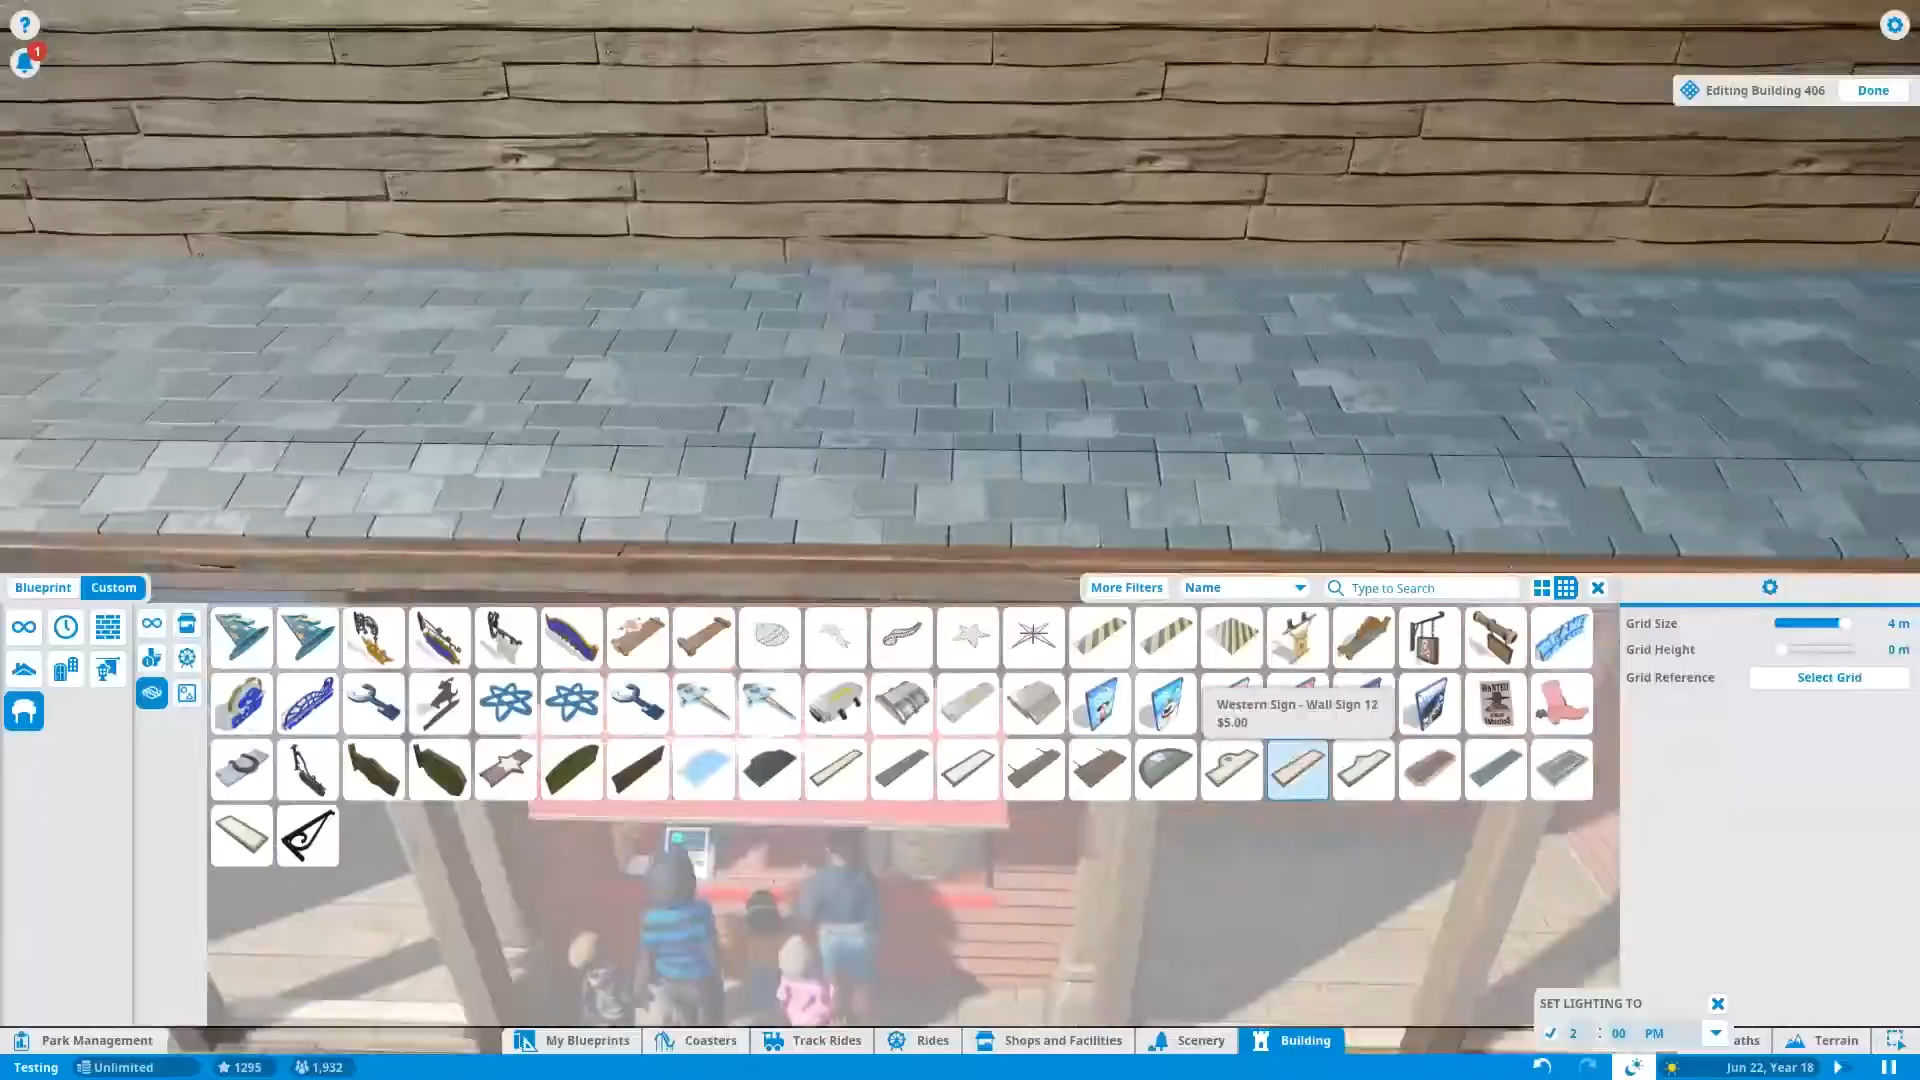 ?
1
Editing Building 406
Done
Blueprint
Custom
More Filters
Name
Type to Search
Grid Size
4 m
Grid Height
0 m
Grid Reference
Select Grid
Western Sign - Wall Sign 12
$5.00
WANTED
SET LIGHTING TO
2 : 00 PM
Park Management
My Blueprints
Coasters
Track Rides
Rides
Shops and Facilities
Scenery
Building
aths
Terrain
Testing
Unlimited
1295
1,932
Jun 22, Year 18